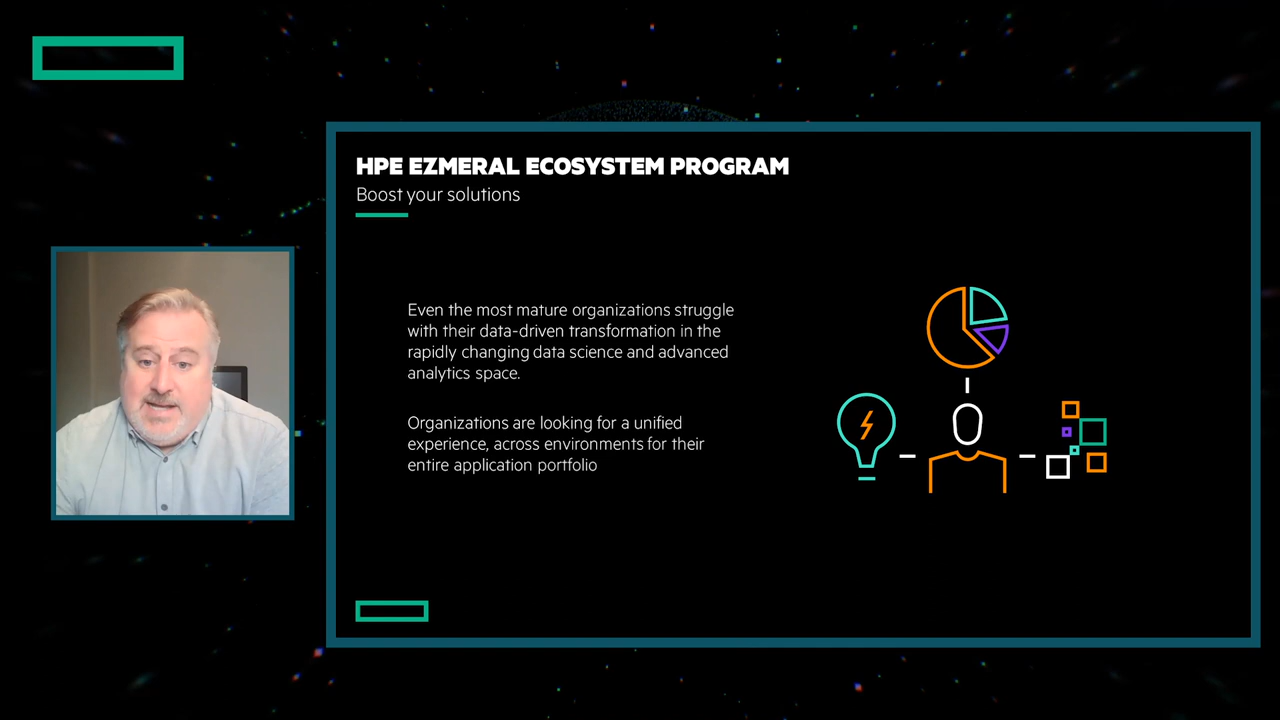 HPE EZMERAL ECOSYSTEM PROGRAM
Boost your solutions
Even the most mature organizations struggle
with their data-driven transformation in the
rapidly changing data science and advanced
analytics space.
Organizations are looking for a unified
experience, across environments for their
entire application portfolio